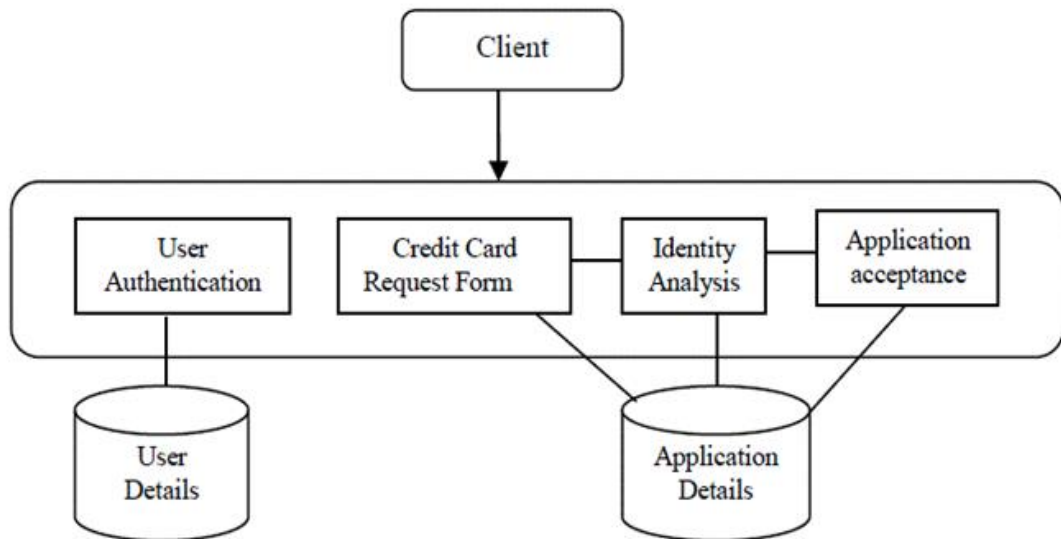 Client
User
Authentication
Credit Card
Request Form
Identity
Analysis
Application
acceptance
User
Details
Application
Details